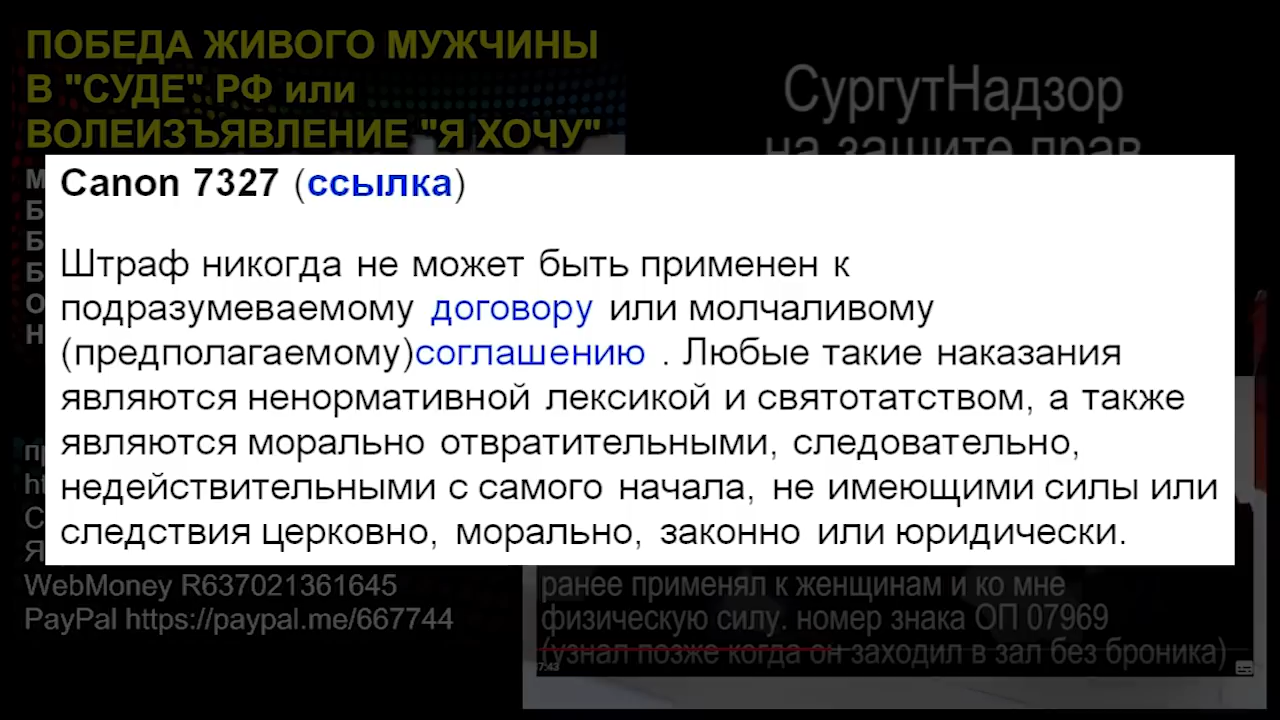 ПОБЕДА ЖИВОГО МУЖЧИНЫ
В "СУДЕ" РФ или
ВОЛЕИЗЪЯВЛЕНИЕ "Я ХОЧУ"
СургутНадзор
на защите прав
Canon 7327 (ссылка)
Штраф никогда не может быть применен к
подразумеваемому договору или молчаливому
(предполагаемому)соглашению . Любые такие наказания
являются ненормативной лексикой и святотатством, а также
являются морально отвратительными, следовательно,
недействительными с самого начала, не имеющими силы или
следствия церковно, морально, законно или юридически.
WebMoney R637021361645
PayPal https://paypal.me/667744
ранее применял к женщинам и ко мне
физическую силу. номер знака ОП 07969
(узнал позже когда он заходил в зал без броника)